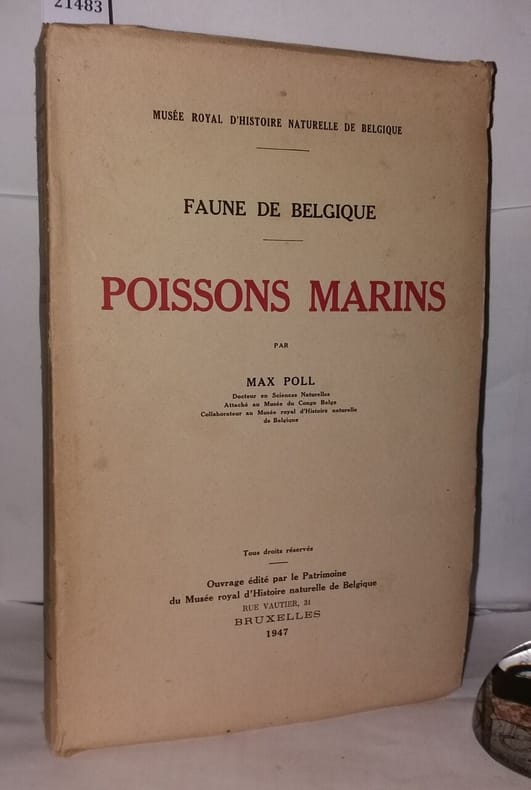 21483
MUSÉE ROYAL D'HISTOIRE NATURELLE DE BELGIQUE
FAUNE DE BELGIQUE
POISSONS MARINS
PAR
MAX POLL
Docteur en Sciences Naturelles
Attaché au Musée du Congo Belge
Collaborateur au Musée royal d'Histoire naturelle
de Belgique
Tous droits réservés
Ouvrage édité par le Patrimoine
du Musée royal d'Histoire naturelle de Belgique
RUE VAUTIER, 31
BRUXELLES
1947